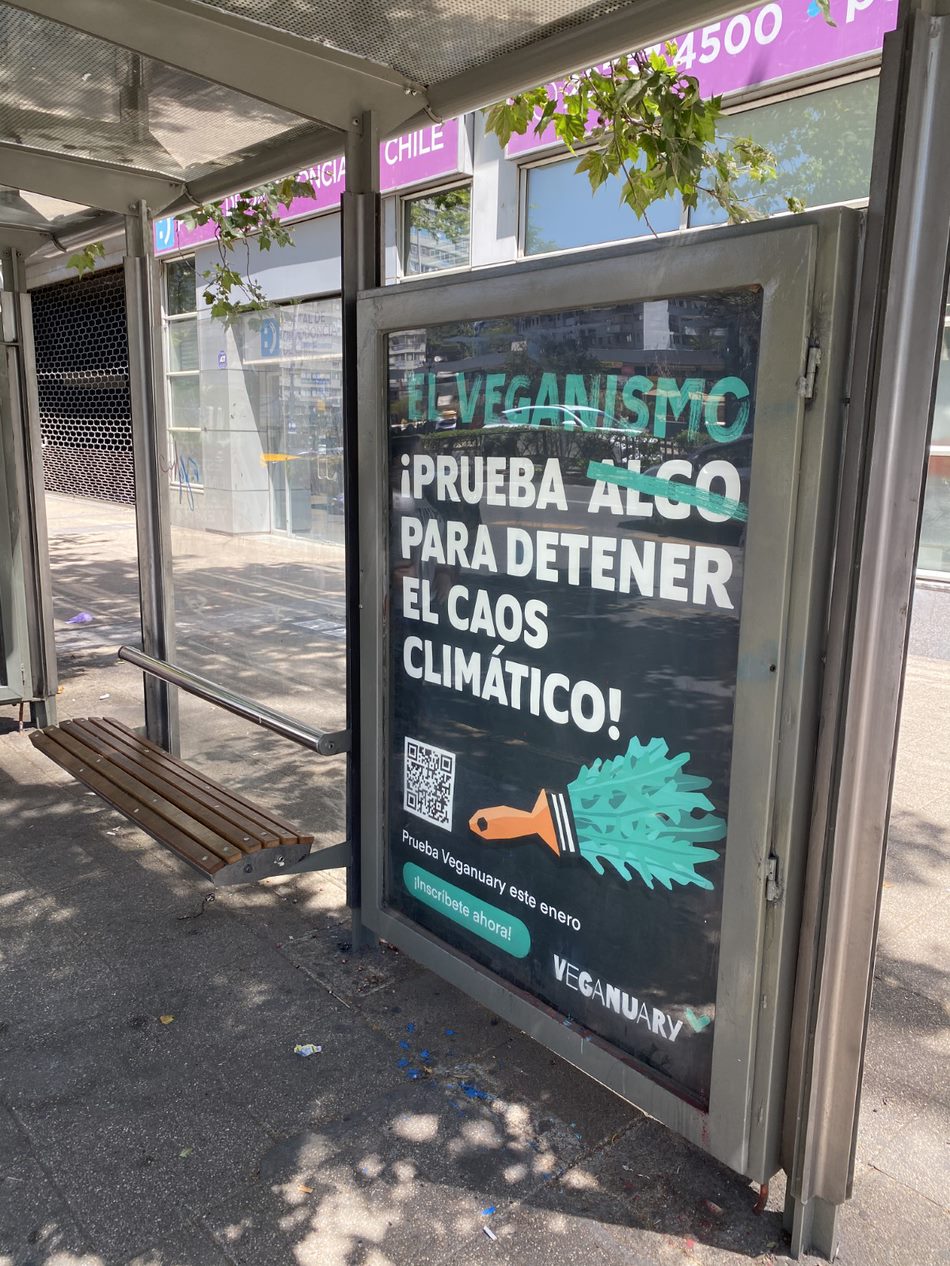 4500
CHILE
EL VEGANISMO
¡PRUEBA ALGO
PARA DETENER
EL CAOS
CLIMÁTICO!
Prueba Veganuary este enero
¡Inscríbete ahora!
VEGANUARY